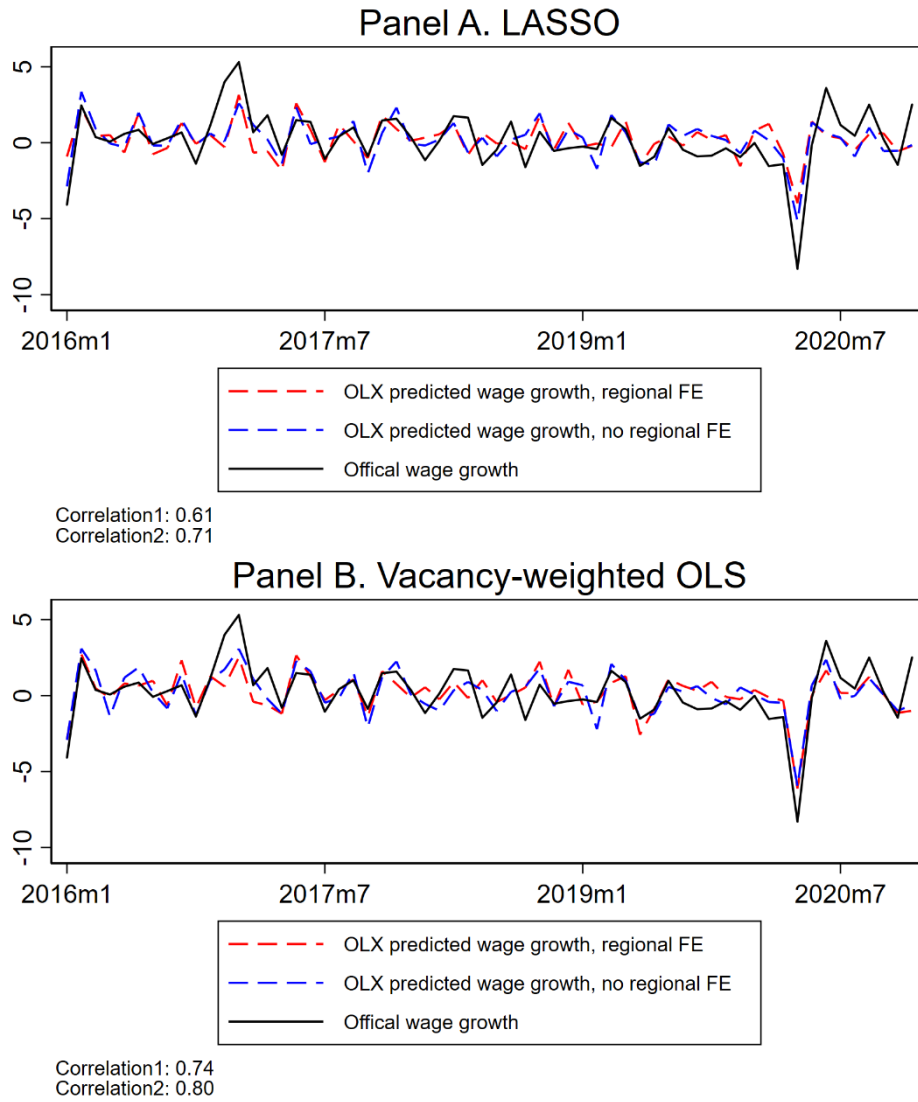 Panel A. LASSO
5
0
-5
-10
2016m1 2017m7 2019m1 2020m7
OLX predicted wage growth, regional FE
OLX predicted wage growth, no regional FE
Offical wage growth
Correlation1: 0.61
Correlation2: 0.71
Panel B. Vacancy-weighted OLS
5
0
-5
-10
2016m1 2017m7 2019m1 2020m7
OLX predicted wage growth, regional FE
OLX predicted wage growth, no regional FE
Offical wage growth
Correlation1: 0.74
Correlation2: 0.80